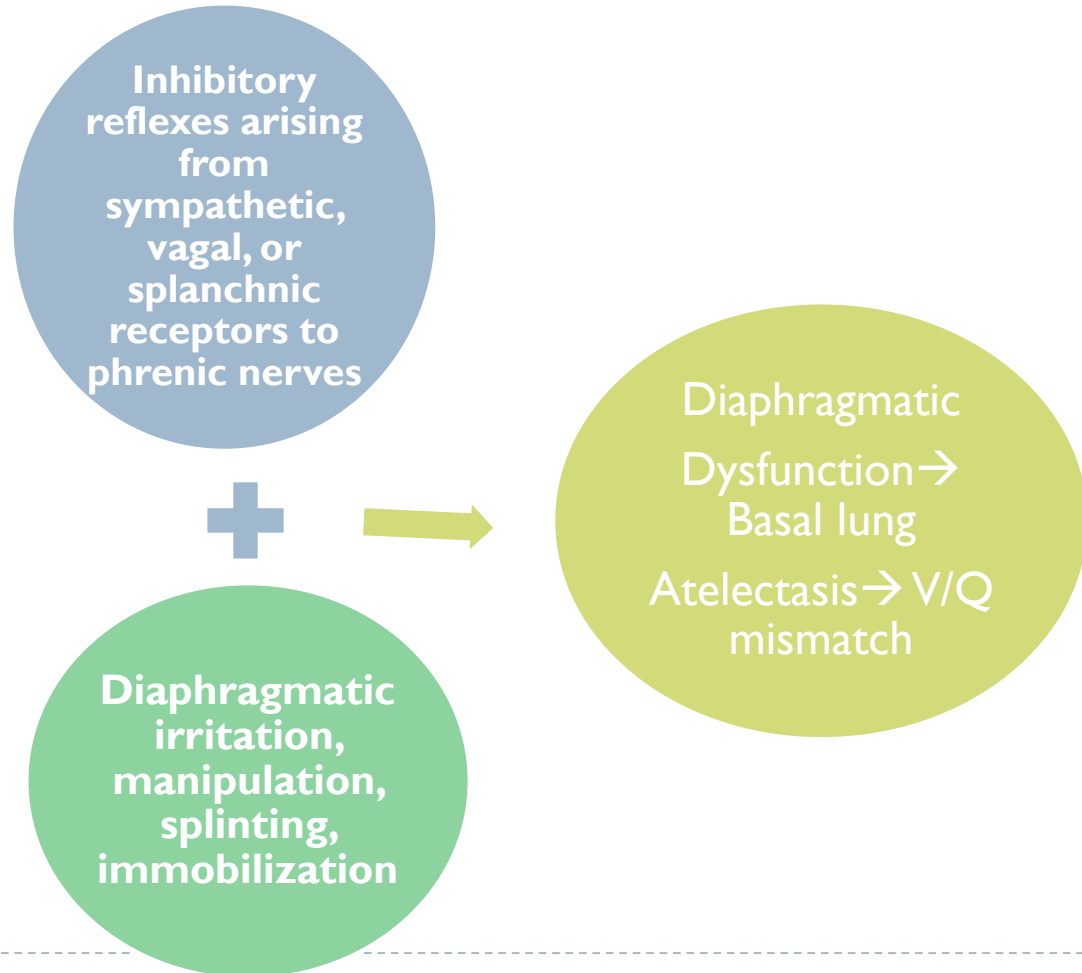 Inhibitory
reflexes arising
from
sympathetic,
vagal, or
splanchnic
receptors to
phrenic nerves
Diaphragmatic
irritation,
manipulation,
splinting,
immobilization
Diaphragmatic
Dysfunction→
Basal lung
Atelectasis→ V/Q
mismatch